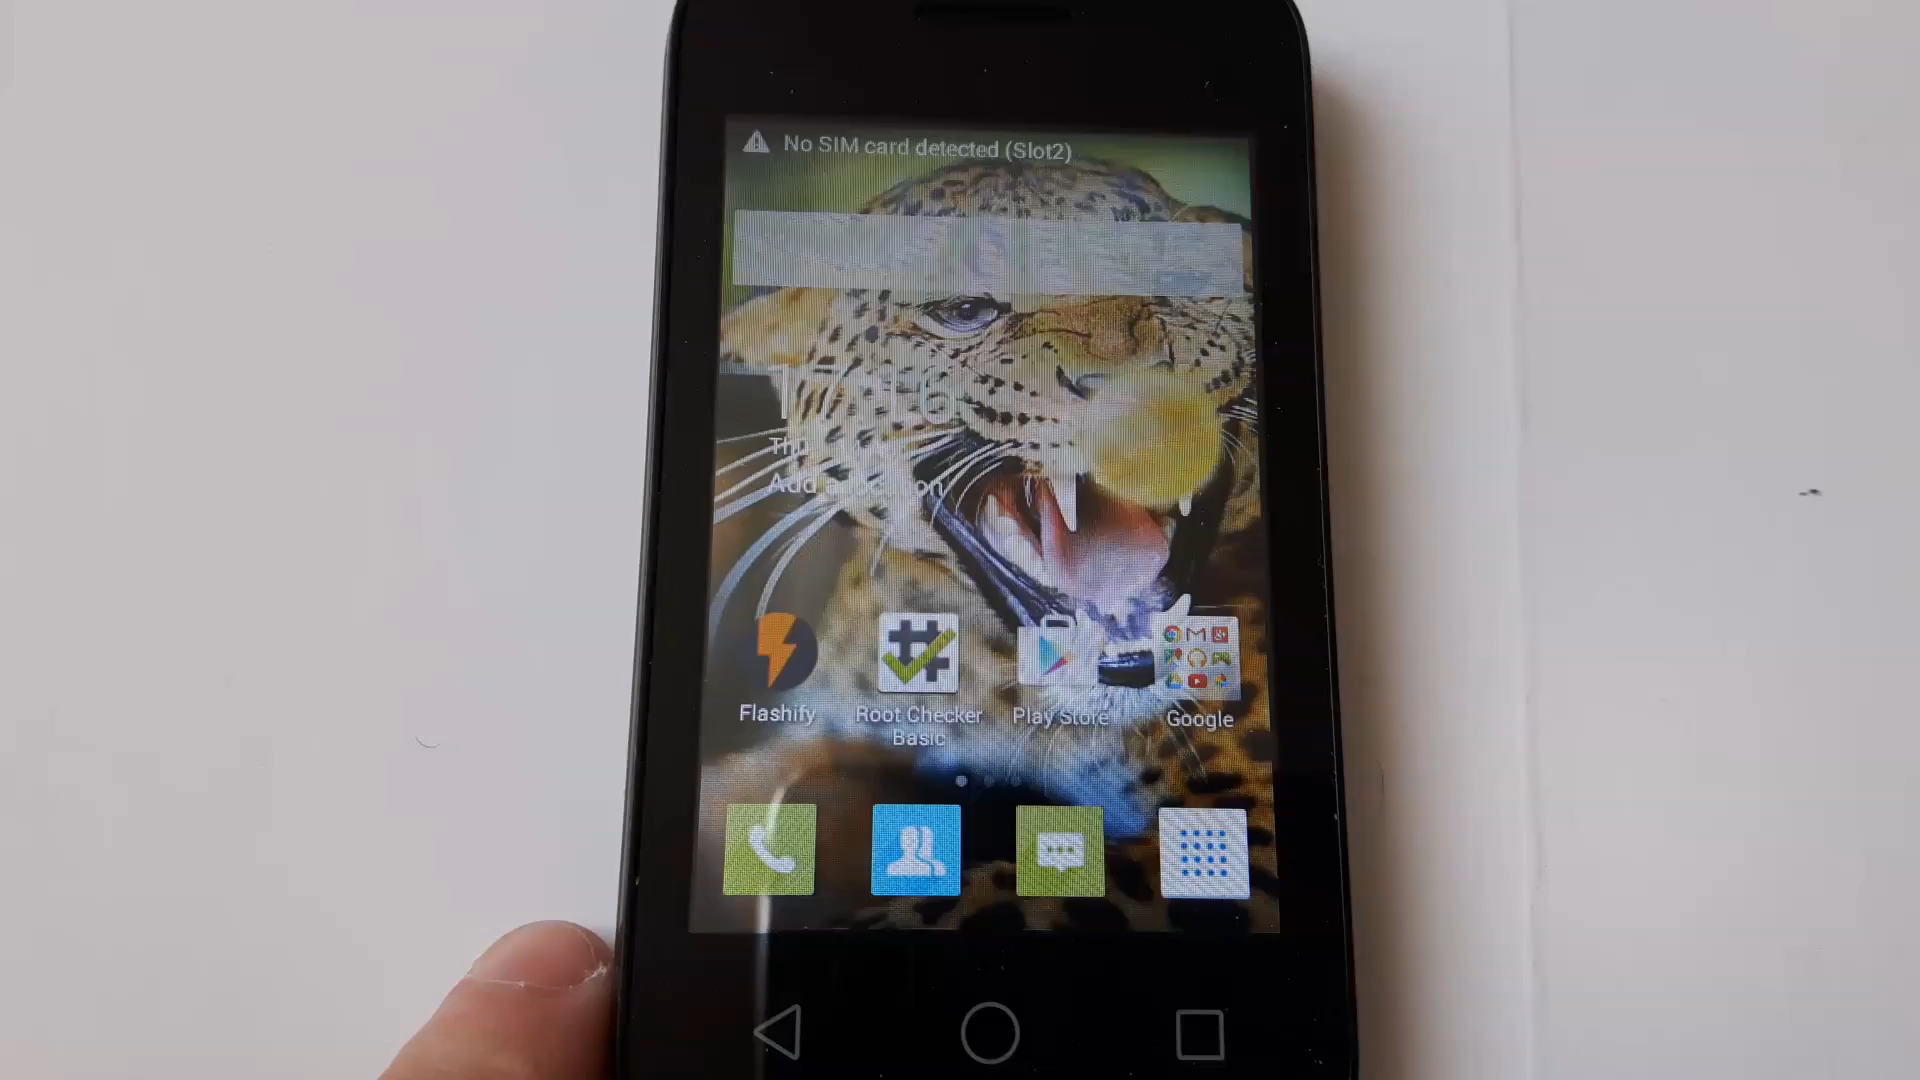 No SIM card detected (Slot2)
Flashify
Root Checker
Basic
Play Store
Google